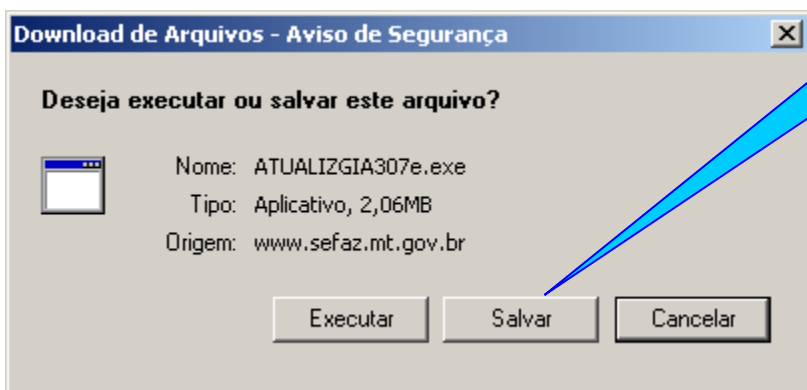 Download de Arquivos - Aviso de Segurança
Deseja executar ou salvar este arquivo?
Nome: ATUALIZGIA307e.exe
Tipo: Aplicativo, 2,06MB
Origem: www.sefaz.mt.gov.br
Executar Salvar Cancelar